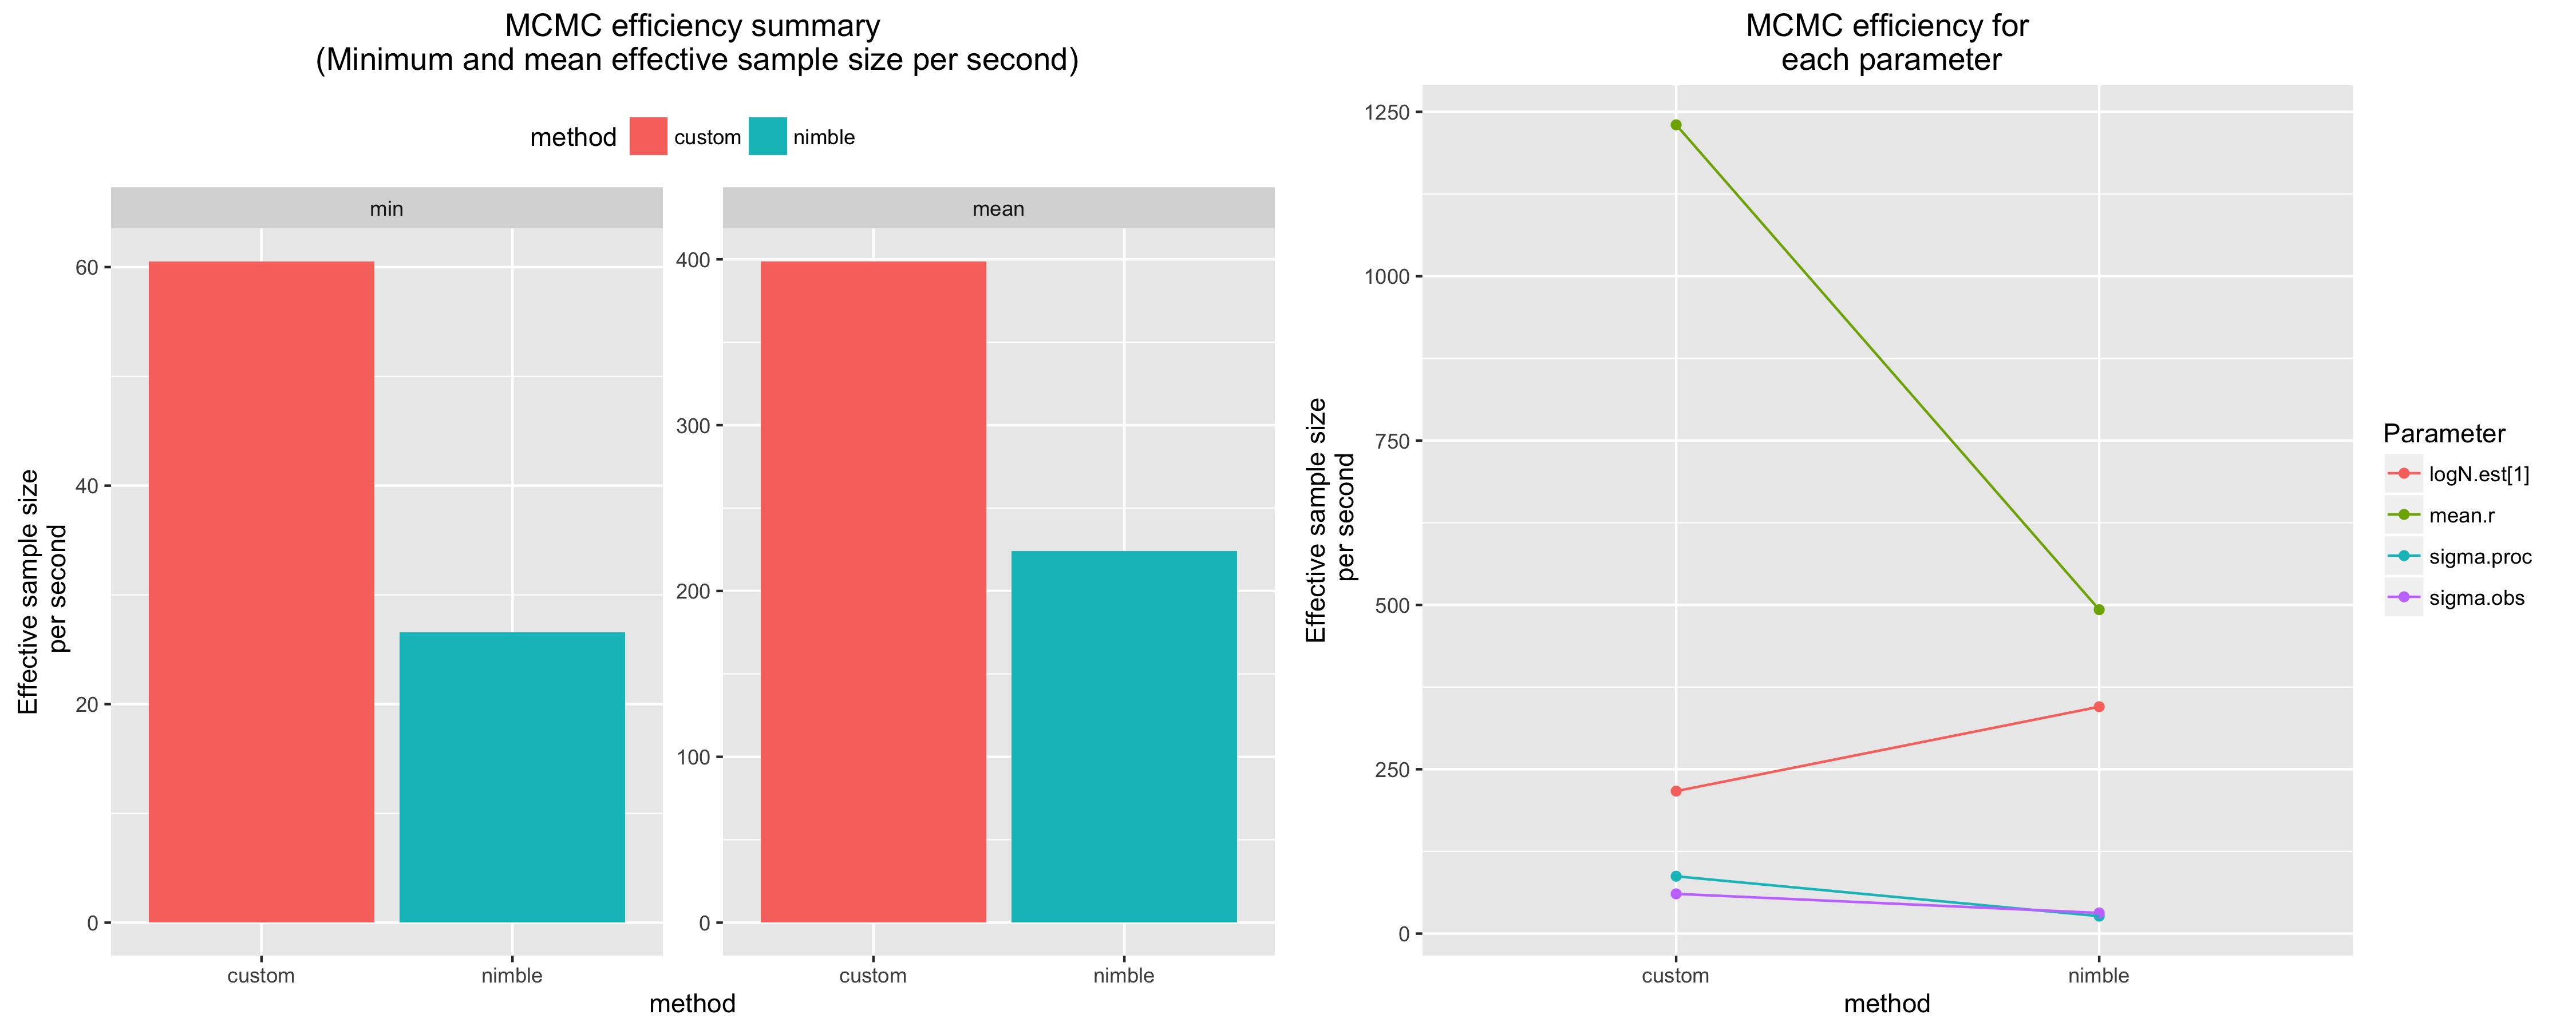 MCMC efficiency summary
(Minimum and mean effective sample size per second)
method custom nimble
min
mean
Effective sample size
per second
60
40
20
0
400
300
200
100
0
custom nimble
custom nimble
method
MCMC efficiency for
each parameter
Effective sample size
per second
1250
1000
750
500
250
0
custom nimble
method
Parameter
logN.est[1]
mean.r
sigma.proc
sigma.obs